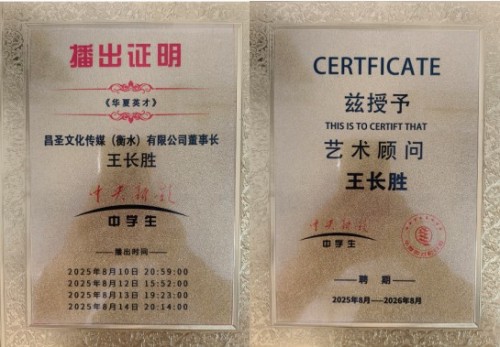 播出证明
《华夏英才》
昌圣文化传媒（衡水）有限公司董事长
王长胜
中学生
播出时间
2025年8月10日 20:59:00
2025年8月12日 15:52:00
2025年8月13日 19:23:00
2025年8月14日 20:14:00
CERTFICATE
兹授予
THIS IS TO CERTIFT THAT
艺术顾问
王长胜
中学生
聘 期
2025年8月—2026年8月